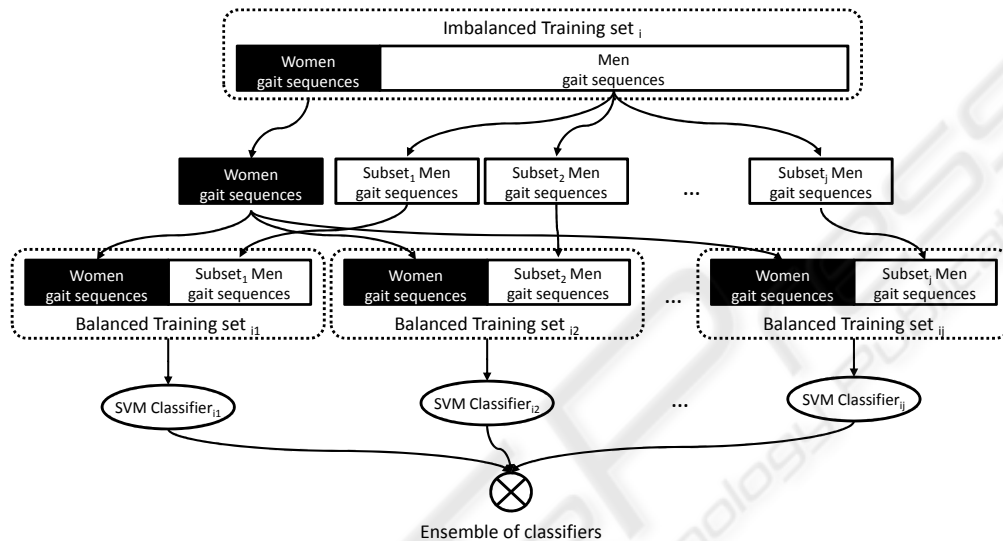 Imbalanced Training set i
Women
gait sequences
Men
gait sequences
Women
gait sequences
Subset1 Men
gait sequences
Subset2 Men
gait sequences
...
Subsetj Men
gait sequences
Women
gait sequences
Subset1 Men
gait sequences
Balanced Training set i1
Women
gait sequences
Subset2 Men
gait sequences
Balanced Training set i2
...
Women
gait sequences
Subsetj Men
gait sequences
Balanced Training set ij
SVM Classifieri1
SVM Classifieri2
...
SVM Classifierij
Ensemble of classifiers